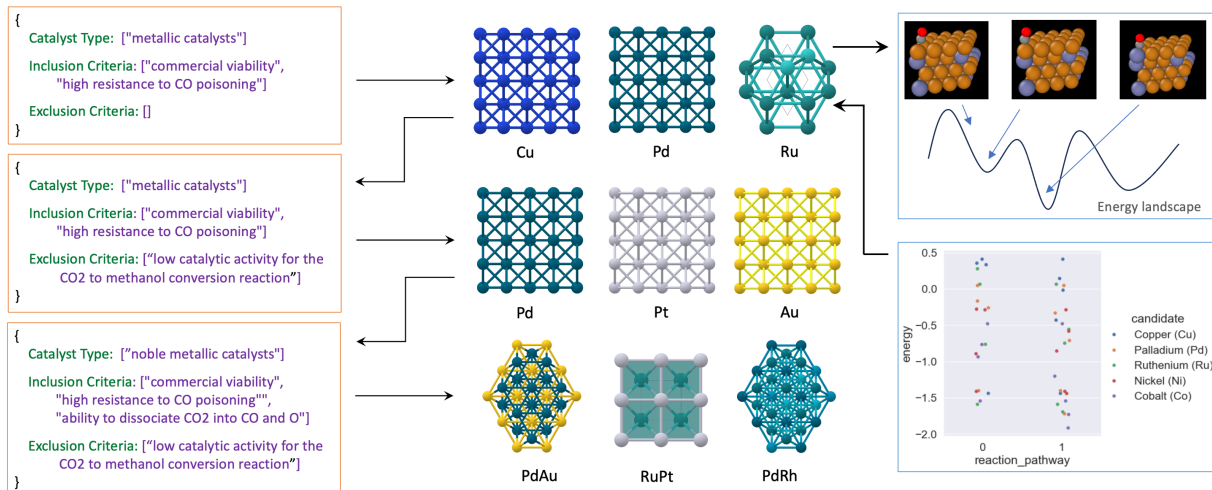 {
Catalyst Type: ["metallic catalysts"]
Inclusion Criteria: ["commercial viability",
"high resistance to CO poisoning"]
Exclusion Criteria: []
}
{
Catalyst Type: ["metallic catalysts"]
Inclusion Criteria: ["commercial viability",
"high resistance to CO poisoning"]
Exclusion Criteria: [“low catalytic activity for the
CO2 to methanol conversion reaction”]
}
{
Catalyst Type: [”noble metallic catalysts"]
Inclusion Criteria: ["commercial viability",
"high resistance to CO poisoning"",
"ability to dissociate CO2 into CO and O"]
Exclusion Criteria: [“low catalytic activity for the
CO2 to methanol conversion reaction”]
}
Cu
Pd
Ru
Pd
Pt
Au
PdAu
RuPt
PdRh
Energy landscape
0.5
0.0
−0.5
−1.0
−1.5
−2.0
energy
0
1
reaction_pathway
candidate
Copper (Cu)
Palladium (Pd)
Ruthenium (Ru)
Nickel (Ni)
Cobalt (Co)